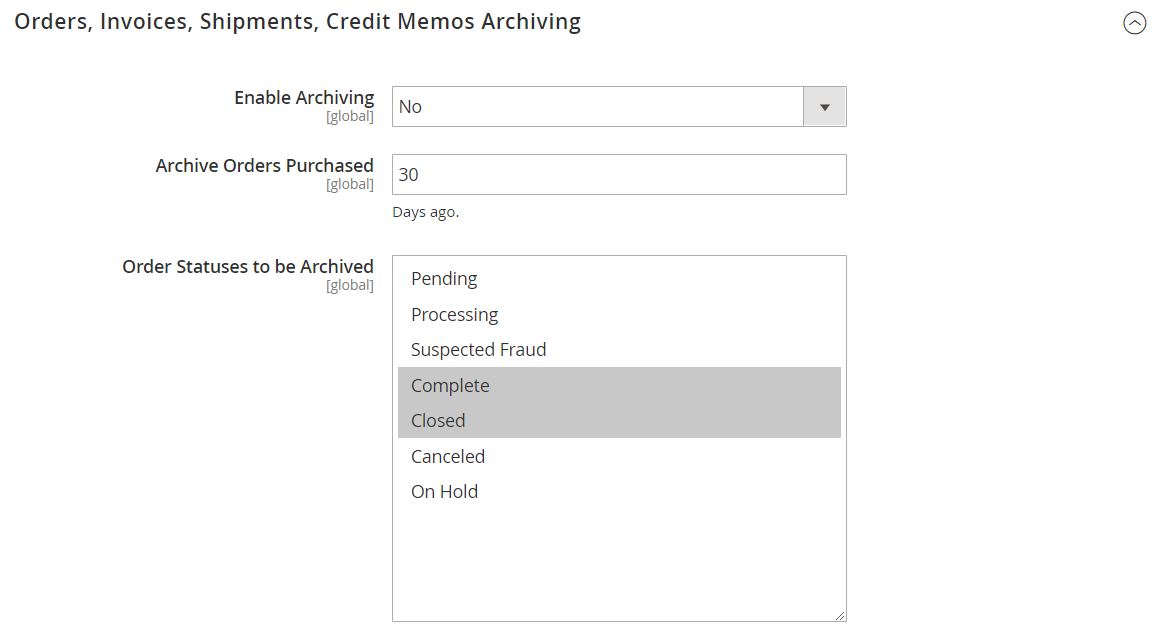 Orders, Invoices, Shipments, Credit Memos Archiving
Enable Archiving
[global]
No
Archive Orders Purchased
[global]
30
Days ago.
Order Statuses to be Archived
[global]
Pending
Processing
Suspected Fraud
Complete
Closed
Canceled
On Hold